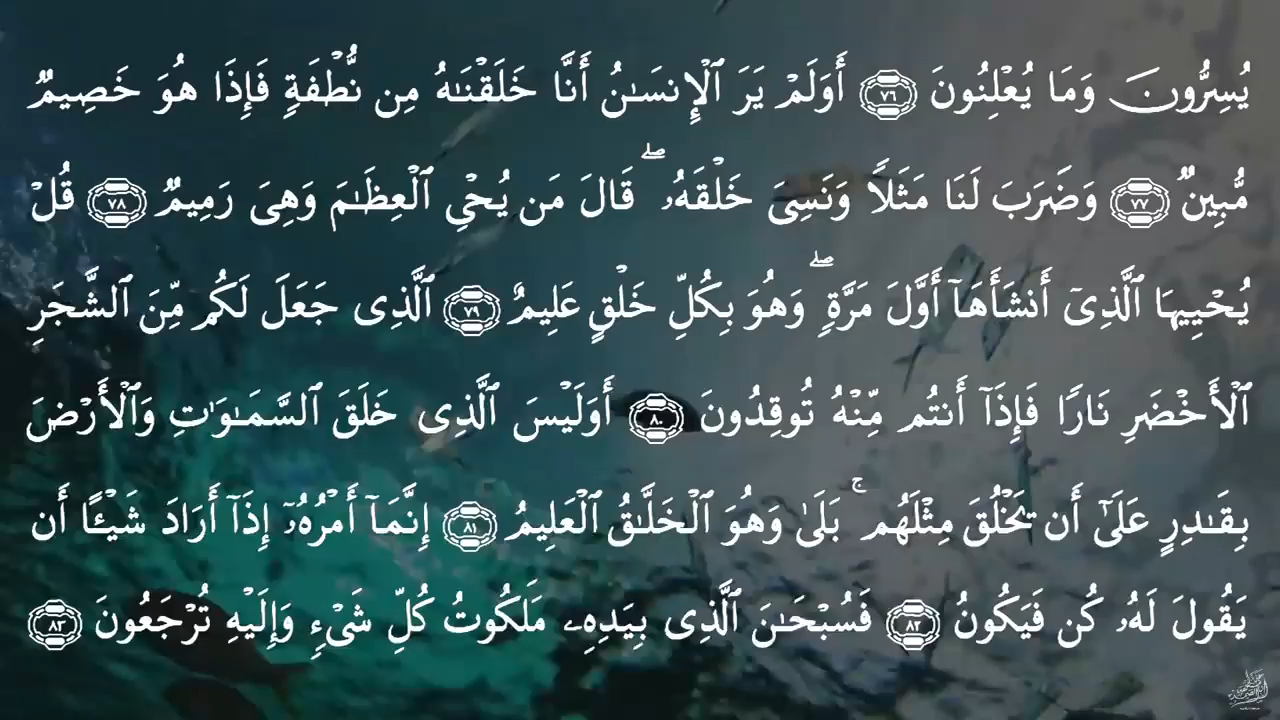 يُسِرُّونَ وَمَا يُعْلِنُونَ ﴿٧٦﴾ أَوَلَمْ يَرَ ٱلْإِنسَـٰنُ أَنَّا خَلَقْنَـٰهُ مِن نُّطْفَةٍ فَإِذَا هُوَ خَصِيمٌ
مُّبِينٌ ﴿٧٧﴾ وَضَرَبَ لَنَا مَثَلًا وَنَسِىَ خَلْقَهُۥ ۖ قَالَ مَن يُحْىِ ٱلْعِظَـٰمَ وَهِىَ رَمِيمٌ ﴿٧٨﴾ قُلْ
يُحْيِيهَا ٱلَّذِىٓ أَنشَأَهَآ أَوَّلَ مَرَّةٍ ۖ وَهُوَ بِكُلِّ خَلْقٍ عَلِيمٌ ﴿٧٩﴾ ٱلَّذِى جَعَلَ لَكُم مِّنَ ٱلشَّجَرِ
ٱلْأَخْضَرِ نَارًا فَإِذَآ أَنتُم مِّنْهُ تُوقِدُونَ ﴿٨٠﴾ أَوَلَيْسَ ٱلَّذِى خَلَقَ ٱلسَّمَـٰوَٰتِ وَٱلْأَرْضَ
بِقَـٰدِرٍ عَلَىٰٓ أَن يَخْلُقَ مِثْلَهُم ۚ بَلَىٰ وَهُوَ ٱلْخَلَّـٰقُ ٱلْعَلِيمُ ﴿٨١﴾ إِنَّمَآ أَمْرُهُۥٓ إِذَآ أَرَادَ شَيْـًٔا أَن
يَقُولَ لَهُۥ كُن فَيَكُونُ ﴿٨٢﴾ فَسُبْحَـٰنَ ٱلَّذِى بِيَدِهِۦ مَلَكُوتُ كُلِّ شَىْءٍ وَإِلَيْهِ تُرْجَعُونَ ﴿٨٣﴾